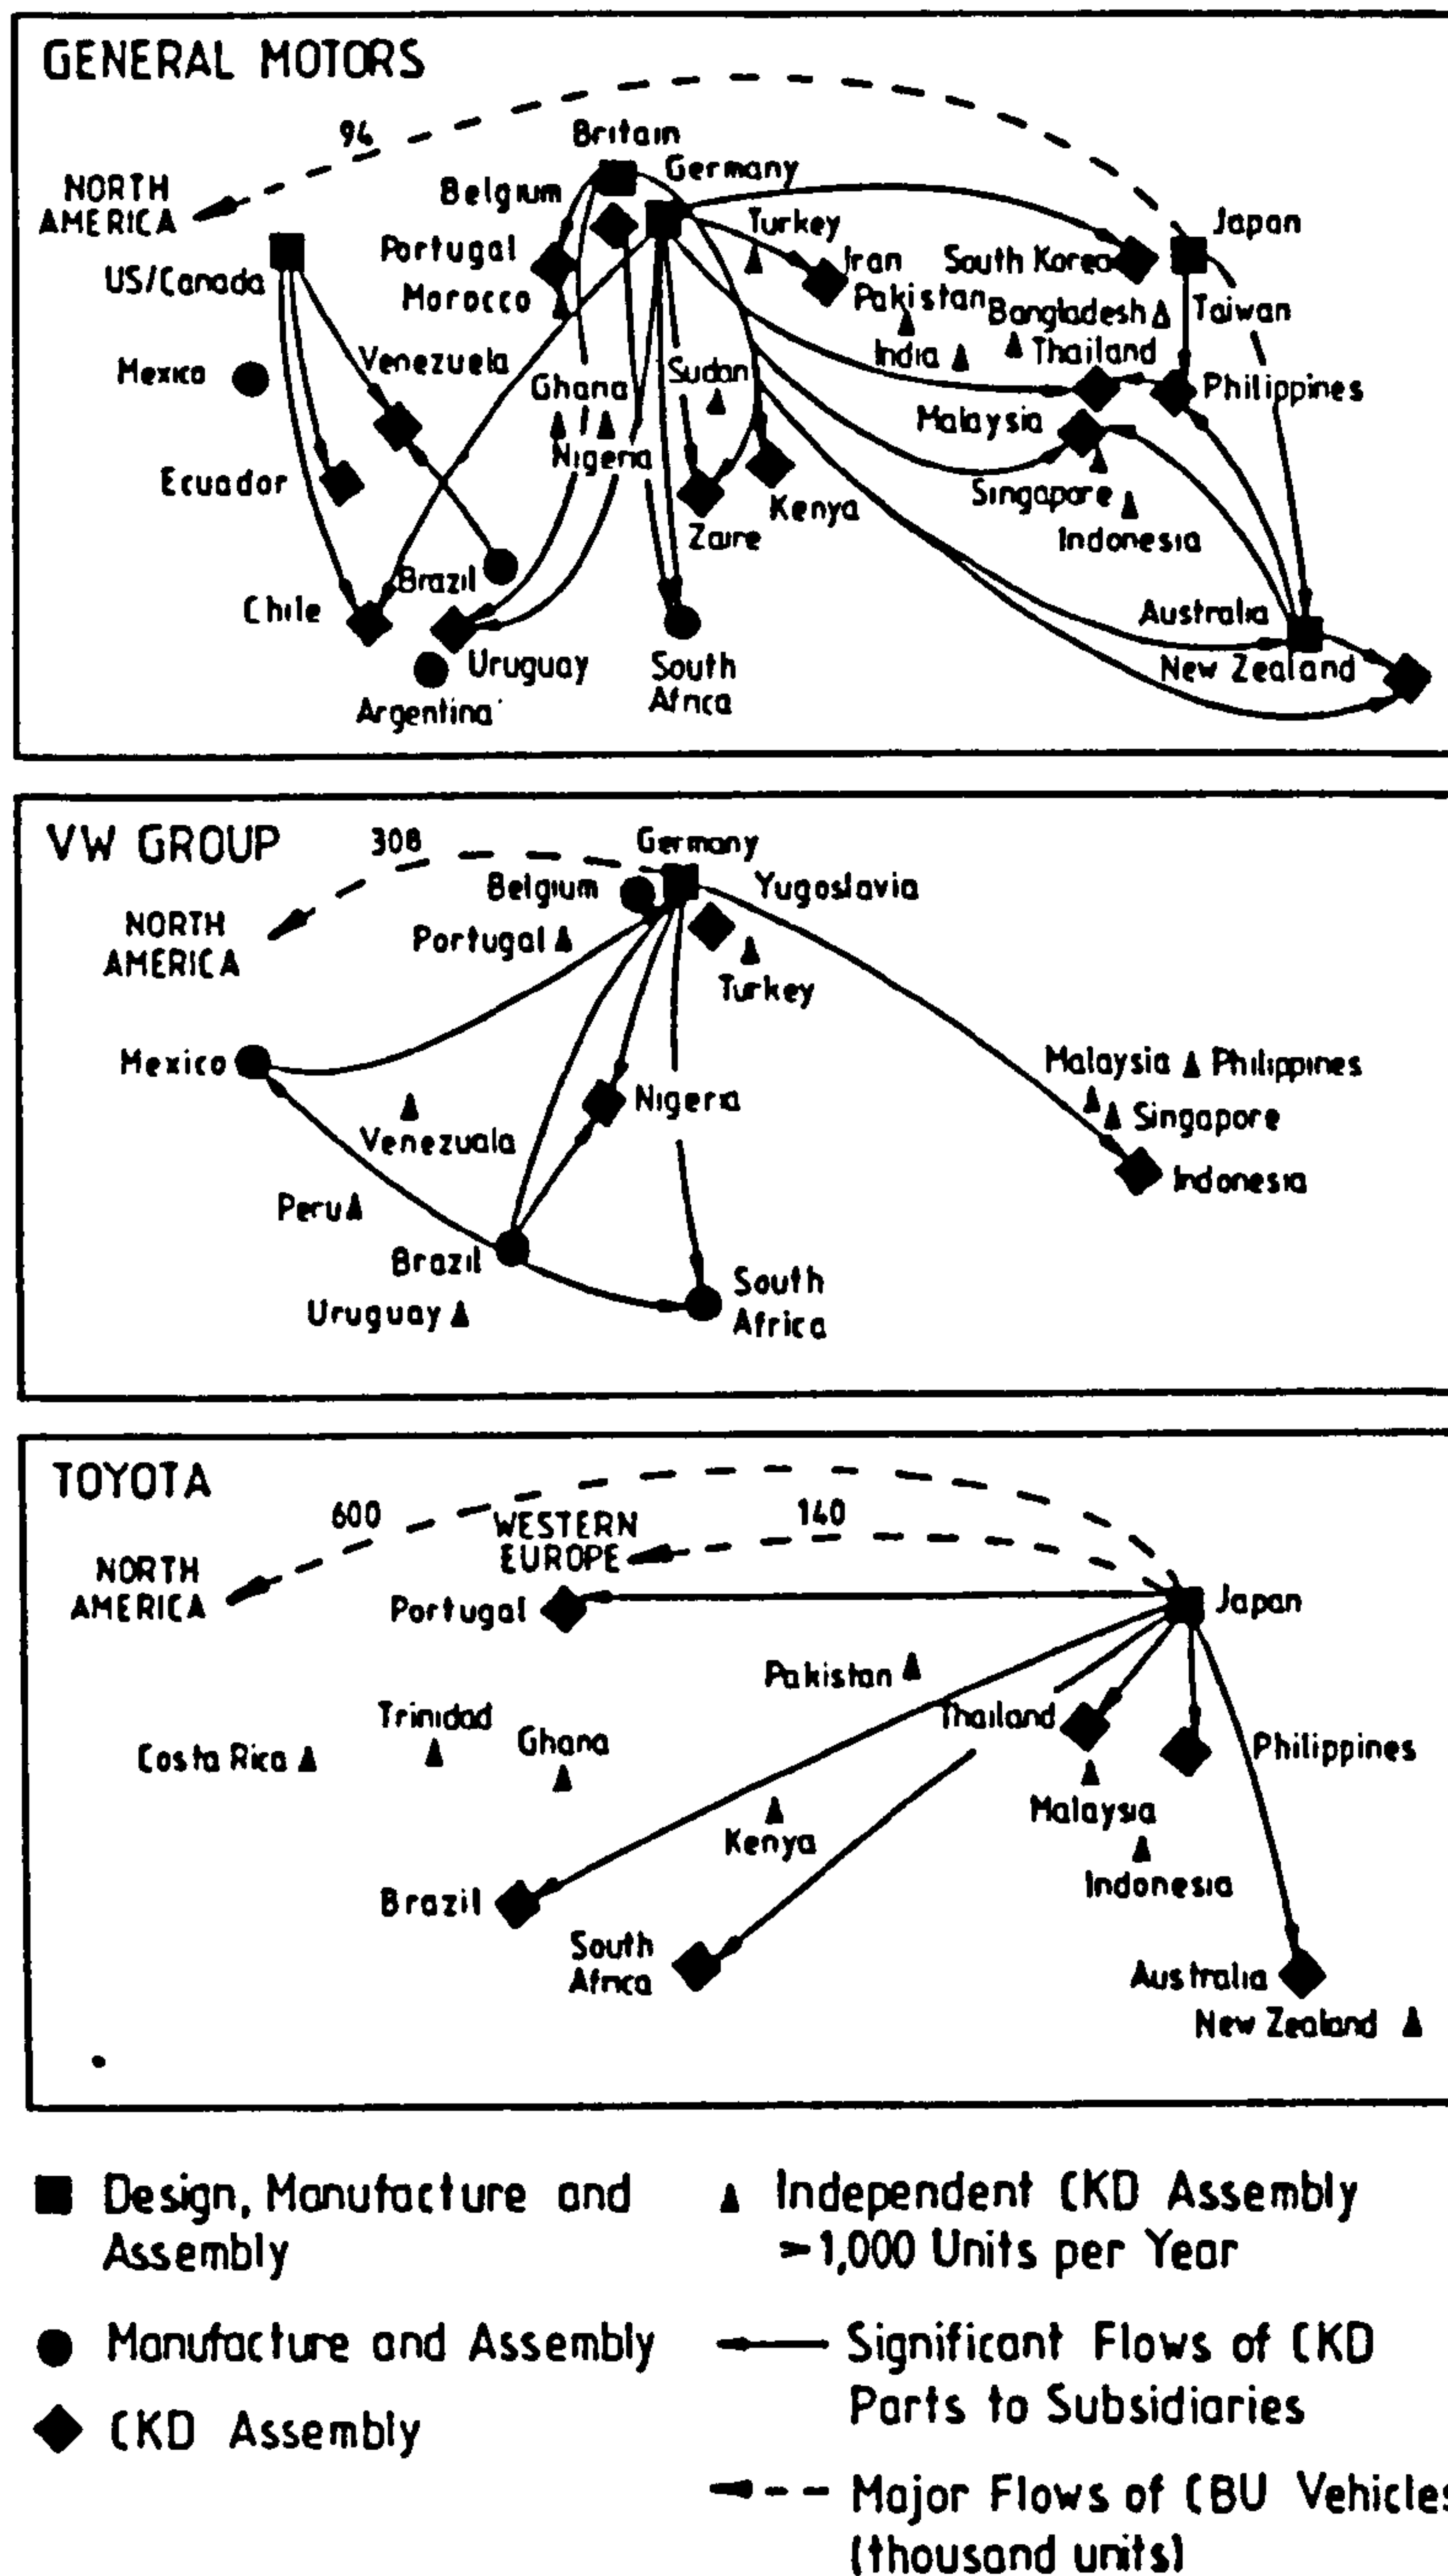 GENERAL MOTORS
94
NORTH
AMERICA
Britain
Germany
Belgium
Turkey
Japan
Portugal
Iran
South Korea
US/Canada
Morocco
Pakistan
Bangladesh
Taiwan
Mexico
Venezuela
India
Thailand
Ghana
Sudan
Philippines
Malaysia
Nigeria
Ecuador
Singapore
Kenya
Zaire
Indonesia
Brazil
Chile
Australia
Uruguay
South
Africa
New Zealand
Argentina
VW GROUP
308
Germany
Belgium
Yugoslavia
NORTH
AMERICA
Portugal
Turkey
Mexico
Malaysia
Philippines
Nigeria
Singapore
Venezuala
Indonesia
Peru
Brazil
South
Africa
Uruguay
TOYOTA
600
WESTERN
EUROPE
140
NORTH
AMERICA
Portugal
Japan
Pakistan
Trinidad
Thailand
Costa Rica
Ghana
Philippines
Malaysia
Kenya
Indonesia
Brazil
South
Africa
Australia
New Zealand
Design, Manufacture and
Assembly
Manufacture and Assembly
CKD Assembly
Independent CKD Assembly
>1,000 Units per Year
Significant Flows of CKD
Parts to Subsidiaries
Major Flows of CBU Vehicles
(thousand units)